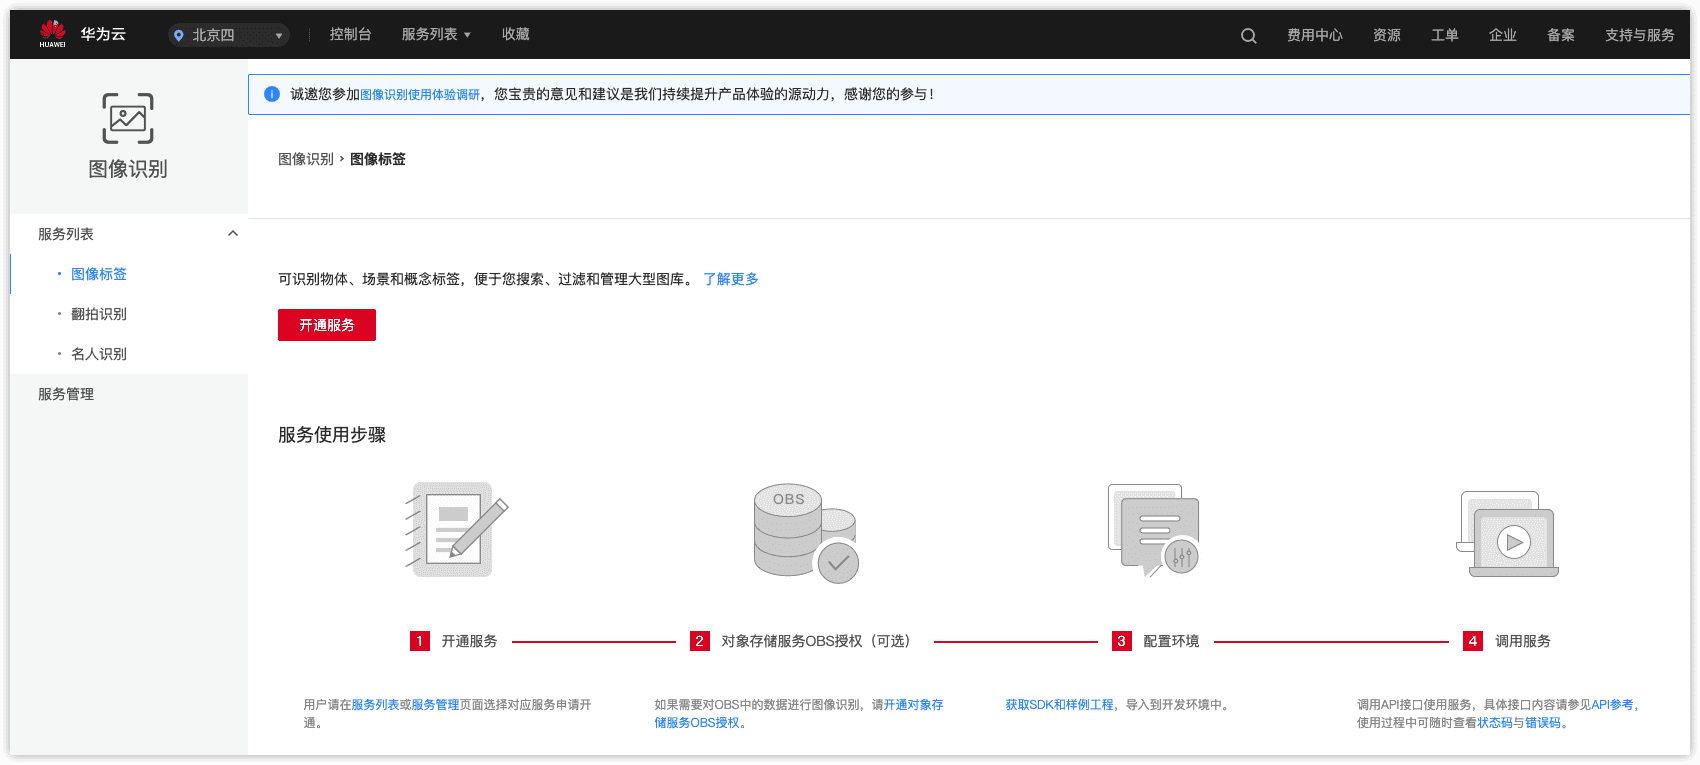 HUAWEI
华为云
北京四
控制台
服务列表
收藏
费用中心
资源
工单
企业
备案
支持与服务
图像识别
诚邀您参加图像识别使用体验调研，您宝贵的意见和建议是我们持续提升产品体验的源动力，感谢您的参与！
图像识别 › 图像标签
服务列表
图像标签
翻拍识别
名人识别
服务管理
可识别物体、场景和概念标签，便于您搜索、过滤和管理大型图库。 了解更多
开通服务
服务使用步骤
OBS
1 开通服务
2 对象存储服务OBS授权（可选）
3 配置环境
4 调用服务
用户请在服务列表或服务管理页面选择对应服务申请开
通。
如果需要对OBS中的数据进行图像识别，请开通对象存
储服务OBS授权。
获取SDK和样例工程，导入到开发环境中。
调用API接口使用服务，具体接口内容请参见API参考，
使用过程中可随时查看状态码与错误码。